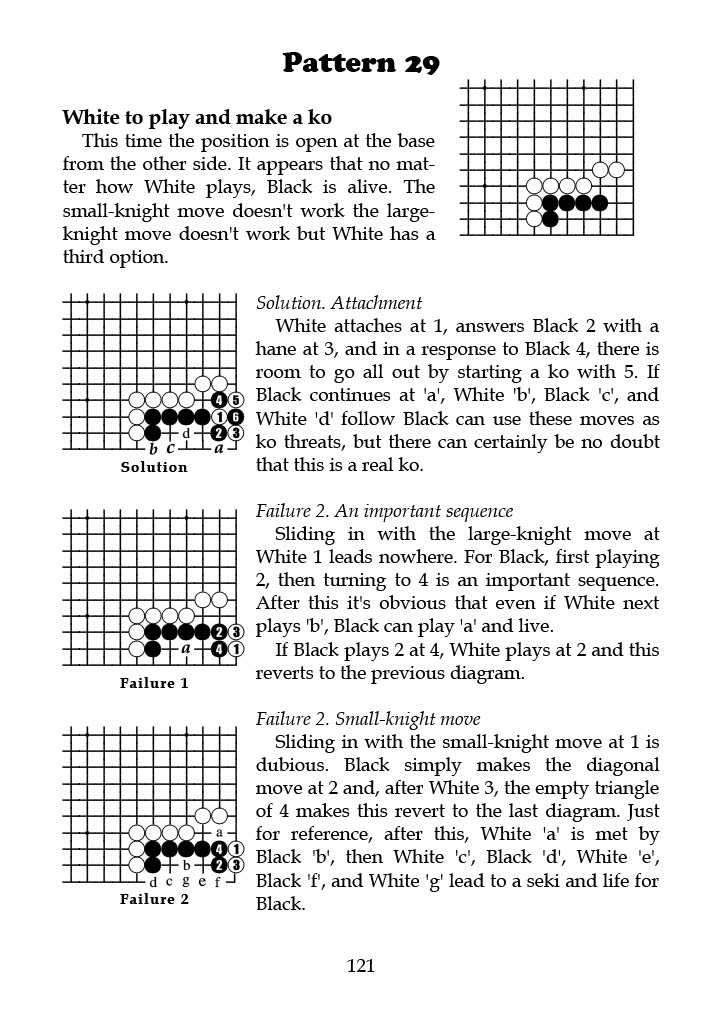 Pattern 29
White to play and make a ko
This time the position is open at the base
from the other side. It appears that no mat-
ter how White plays, Black is alive. The
small-knight move doesn't work the large-
knight move doesn't work but White has a
third option.
Solution. Attachment
White attaches at 1, answers Black 2 with a
hane at 3, and in a response to Black 4, there is
room to go all out by starting a ko with 5. If
Black continues at 'a', White 'b', Black 'c', and
White 'd' follow Black can use these moves as
ko threats, but there can certainly be no doubt
that this is a real ko.
4 5
1 6
d 2 3
b c a
Solution
Failure 2. An important sequence
Sliding in with the large-knight move at
White 1 leads nowhere. For Black, first playing
2, then turning to 4 is an important sequence.
After this it's obvious that even if White next
plays 'b', Black can play 'a' and live.
If Black plays 2 at 4, White plays at 2 and this
reverts to the previous diagram.
2 3
a 4 1
Failure 1
Failure 2. Small-knight move
Sliding in with the small-knight move at 1 is
dubious. Black simply makes the diagonal
move at 2 and, after White 3, the empty triangle
of 4 makes this revert to the last diagram. Just
for reference, after this, White 'a' is met by
Black 'b', then White 'c', Black 'd', White 'e',
Black 'f', and White 'g' lead to a seki and life for
Black.
a
4 1
b 2 3
d c g e f
Failure 2
121